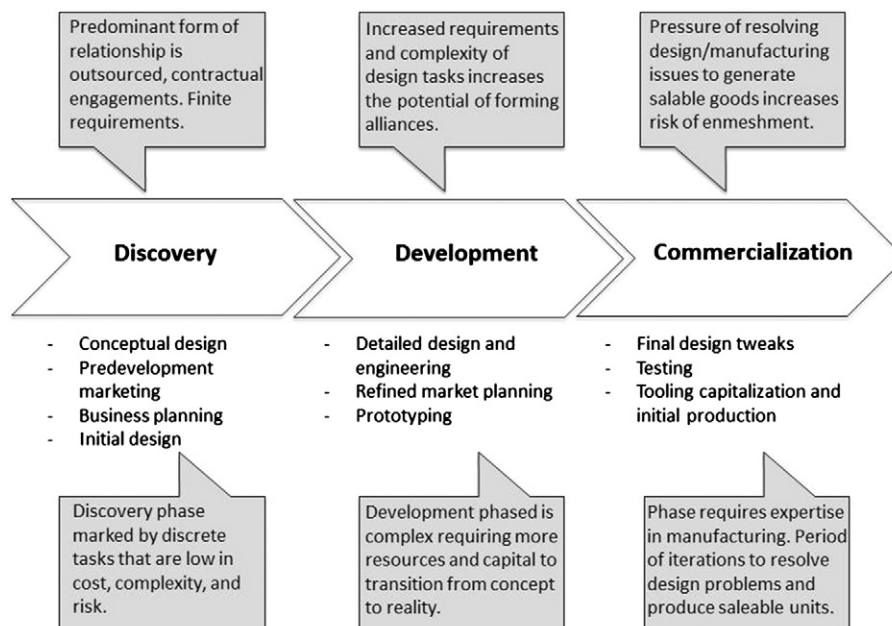 Predominant form of
relationship is
outsourced, contractual
engagements. Finite
requirements.
Increased requirements
and complexity of
design tasks increases
the potential of forming
alliances.
Pressure of resolving
design/manufacturing
issues to generate
salable goods increases
risk of enmeshment.
Discovery
Development
Commercialization
- Conceptual design
- Predevelopment
marketing
- Business planning
- Initial design
- Detailed design and
engineering
- Refined market planning
- Prototyping
- Final design tweaks
- Testing
- Tooling capitalization and
initial production
Discovery phase
marked by discrete
tasks that are low in
cost, complexity, and
risk.
Development phased is
complex requiring more
resources and capital to
transition from concept
to reality.
Phase requires expertise
in manufacturing. Period
of iterations to resolve
design problems and
produce saleable units.